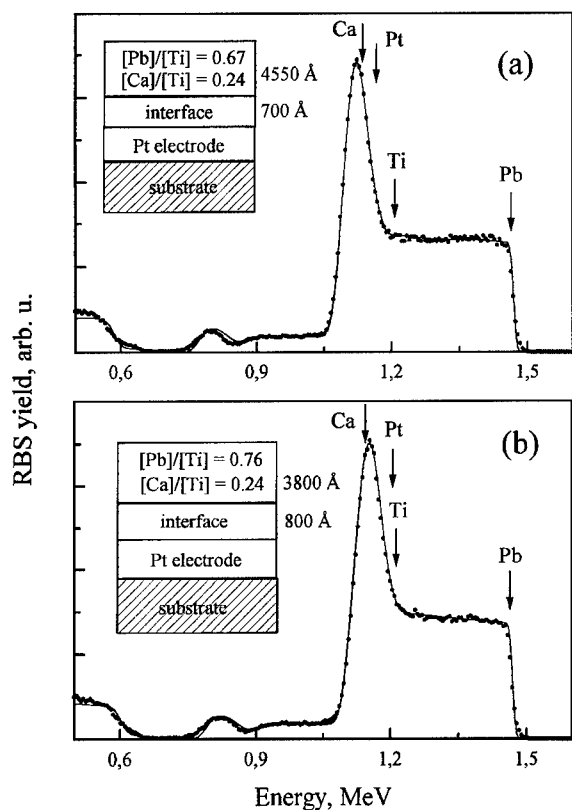 RBS yield, arb. u.
Ca
Pt
(a)
[Pb]/[Ti] = 0.67
[Ca]/[Ti] = 0.24
4550 Å
interface
700 Å
Pt electrode
substrate
Ti
Pb
0,6 0,9 1,2 1,5
Ca
Pt
(b)
[Pb]/[Ti] = 0.76
[Ca]/[Ti] = 0.24
3800 Å
interface
800 Å
Pt electrode
substrate
Ti
Pb
0,6 0,9 1,2 1,5
Energy, MeV